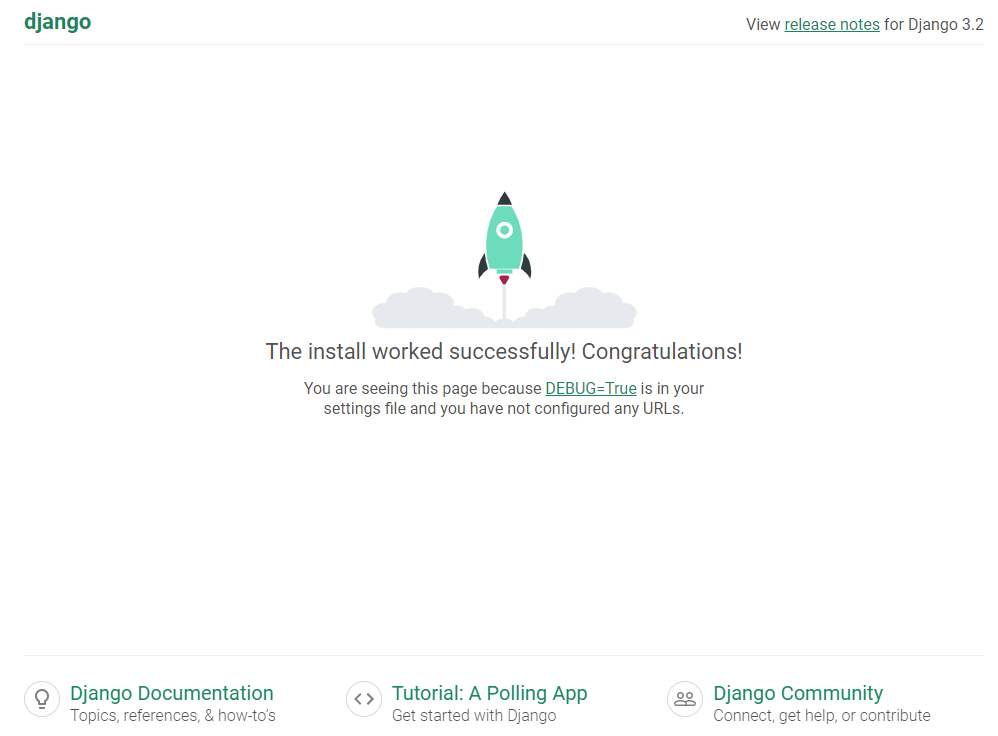 django
View release notes for Django 3.2
The install worked successfully! Congratulations!
You are seeing this page because DEBUG=True is in your
settings file and you have not configured any URLs.
Django Documentation
Topics, references, & how-to's
Tutorial: A Polling App
Get started with Django
Django Community
Connect, get help, or contribute